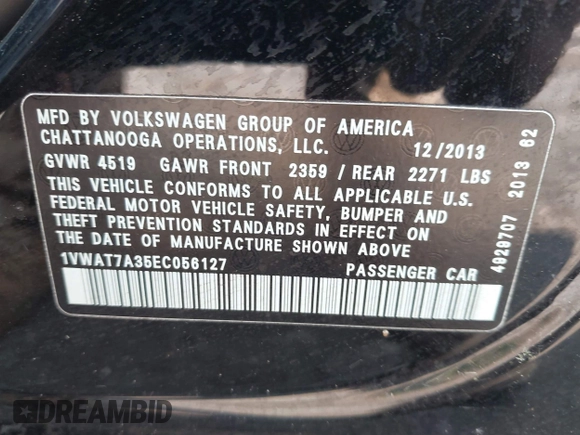 MFD BY VOLKSWAGEN GROUP OF AMERICA
CHATTANOOGA OPERATIONS, LLC. 12/2013
GVWR 4519 GAWR FRONT 2359 / REAR 2271 LBS
THIS VEHICLE CONFORMS TO ALL APPLICABLE U.S.
FEDERAL MOTOR VEHICLE SAFETY, BUMPER AND
THEFT PREVENTION STANDARDS IN EFFECT ON
THE DATE OF MANUFACTURE SHOWN ABOVE
1VWAT7A35EC056127 PASSENGER CAR
4929707 2013 62
DREAMBID